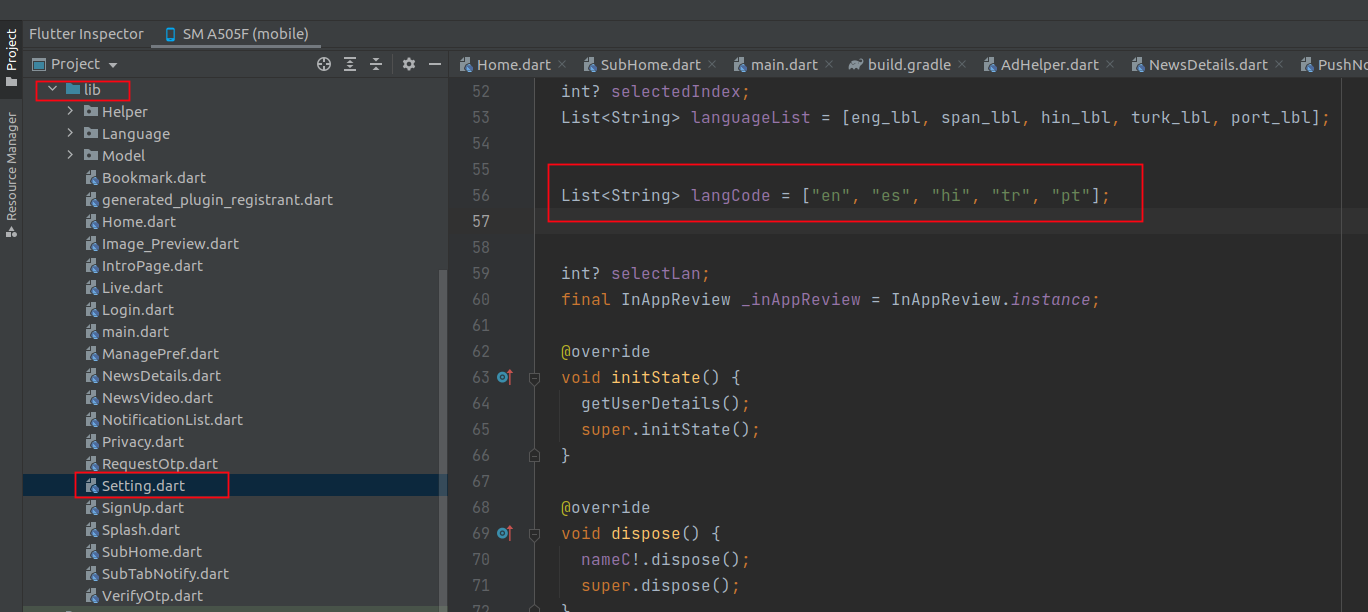 Flutter Inspector
SM A505F (mobile)
Project
Resource Manager
Project
lib
Helper
Language
Model
Bookmark.dart
generated_plugin_registrant.dart
Home.dart
Image_Preview.dart
IntroPage.dart
Live.dart
Login.dart
main.dart
ManagePref.dart
NewsDetails.dart
NewsVideo.dart
NotificationList.dart
Privacy.dart
RequestOtp.dart
Setting.dart
SignUp.dart
Splash.dart
SubHome.dart
SubTabNotify.dart
VerifyOtp.dart
Home.dart SubHome.dart main.dart build.gradle AdHelper.dart NewsDetails.dart PushNo
52 int? selectedIndex;
53 List<String> languageList = [eng_lbl, span_lbl, hin_lbl, turk_lbl, port_lbl];
54
55
56 List<String> langCode = ["en", "es", "hi", "tr", "pt"];
57
58
59 int? selectLan;
60 final InAppReview _inAppReview = InAppReview.instance;
61
62 @override
63 void initState() {
64 getUserDetails();
65 super.initState();
66 }
67
68 @override
69 void dispose() {
70 nameC!.dispose();
71 super.dispose();
72 }